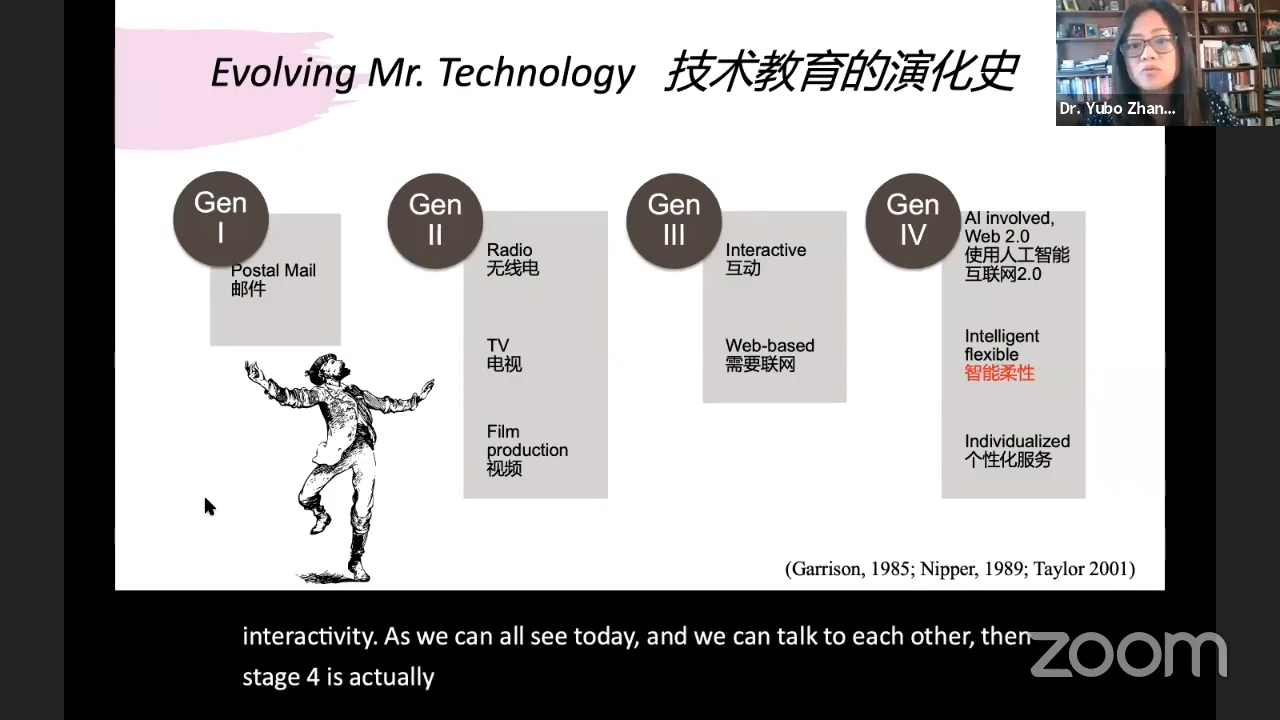 Evolving Mr. Technology 技术教育的演化史
Dr. Yubo Zhan...
Gen
I
Postal Mail
邮件
Gen
II
Radio
无线电
TV
电视
Film
production
视频
Gen
III
Interactive
互动
Web-based
需要联网
Gen
IV
AI involved,
Web 2.0
使用人工智能
互联网2.0
Intelligent
flexible
智能柔性
Individualized
个性化服务
(Garrison, 1985; Nipper, 1989; Taylor 2001)
interactivity. As we can all see today, and we can talk to each other, then
stage 4 is actually
zoom